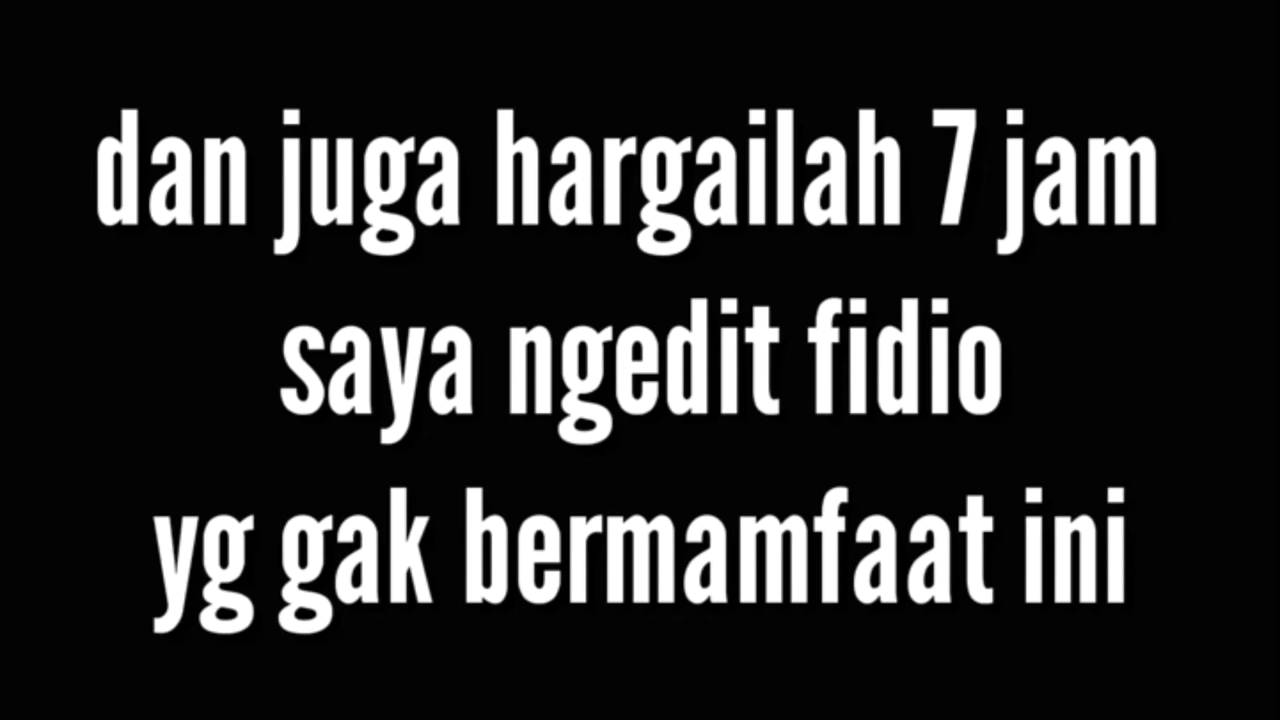 dan juga hargailah 7 jam
saya ngedit fidio
yg gak bermamfaat ini